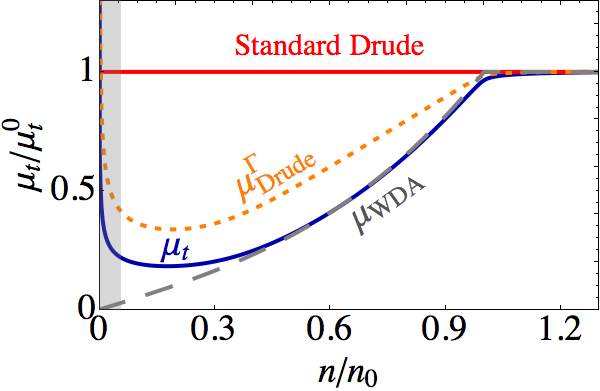 Standard Drude
μ_t/μ_t^0
1
0.5
0
μ_Drude^Γ
μ_WDA
μ_t
0 0.3 0.6 0.9 1.2
n/n_0